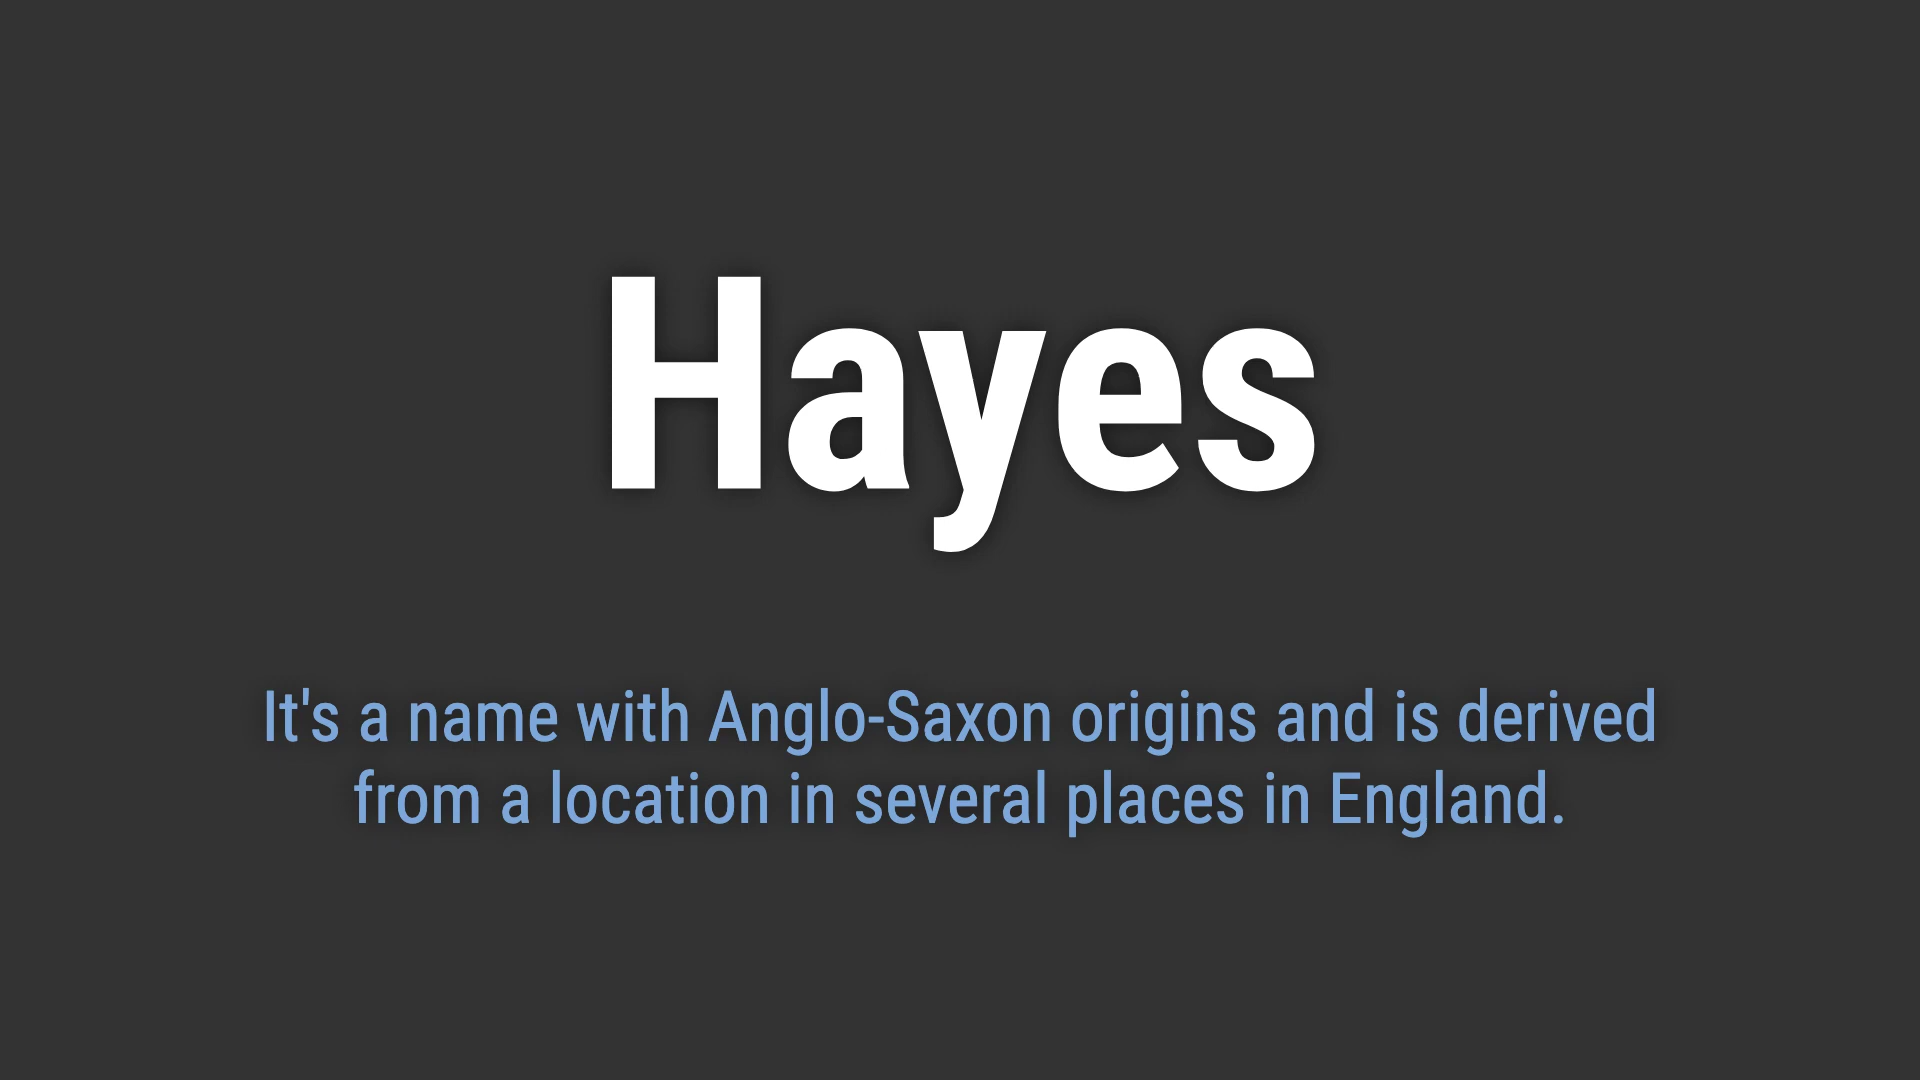 Hayes
It's a name with Anglo-Saxon origins and is derived
from a location in several places in England.